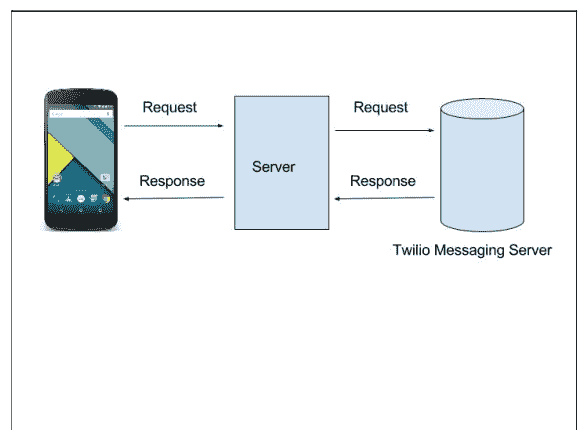 Request
Request
Server
Response
Response
Twilio Messaging Server